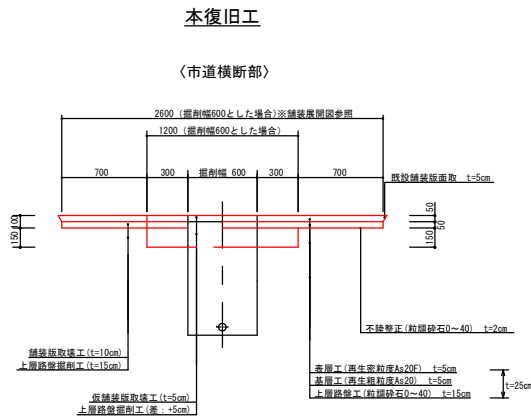 本復旧工
〈市道横断部〉
2600 (掘削幅600とした場合)※舗装展開図参照
1200 (掘削幅600とした場合)
700
300
掘削幅 600
300
700
既設舗装版面取 t=5cm
100
150
50
50
150
不陸整正(粒調砕石0～40) t=2cm
舗装版取壊工(t=10cm)
上層路盤掘削工(t=15cm)
仮舗装版取壊工(t=5cm)
上層路盤掘削工(差:+5cm)
表層工(再生密粒度As20F) t=5cm
基層工(再生粗粒度As20) t=5cm
上層路盤工(粒調砕石0～40) t=15cm
t=25cm